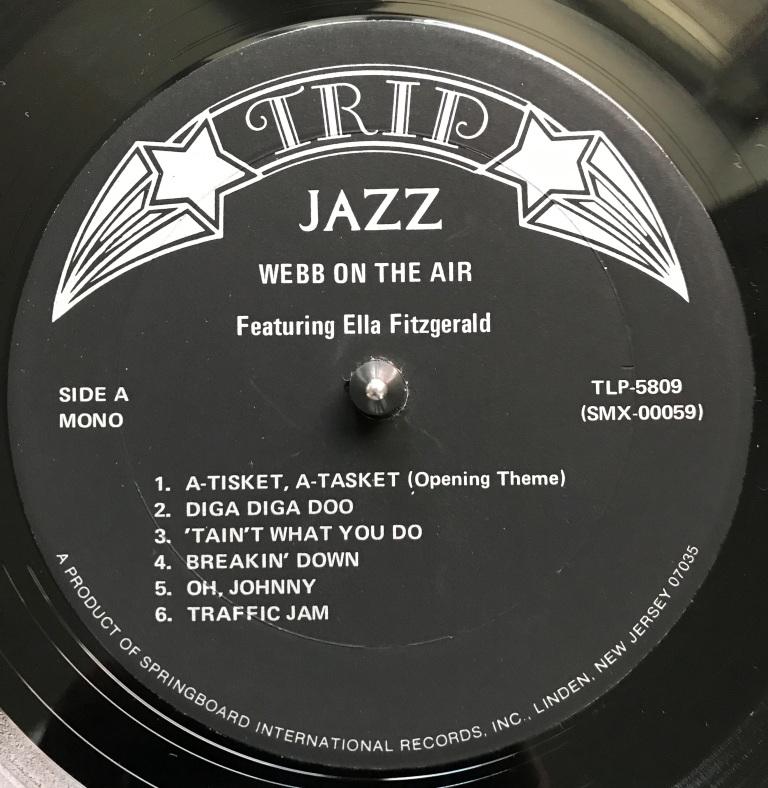 TRIP
JAZZ
WEBB ON THE AIR
Featuring Ella Fitzgerald
SIDE A
MONO
TLP-5809
(SMX-00059)
1. A-TISKET, A-TASKET (Opening Theme)
2. DIGA DIGA DOO
3. 'TAIN'T WHAT YOU DO
4. BREAKIN' DOWN
5. OH, JOHNNY
6. TRAFFIC JAM
A PRODUCT OF SPRINGBOARD INTERNATIONAL RECORDS, INC., LINDEN, NEW JERSEY 07035